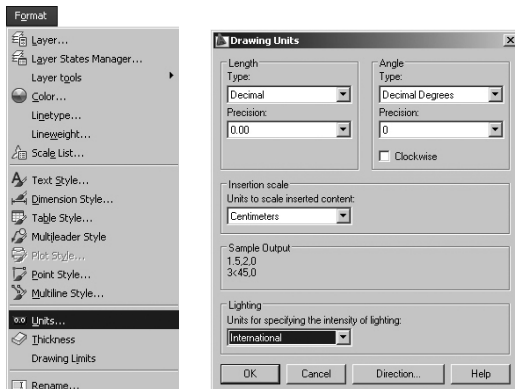 Format
Layer...
Layer States Manager...
Layer tools
Color...
Linetype...
Lineweight...
Scale List...
Text Style...
Dimension Style...
Table Style...
Multileader Style
Plot Style...
Point Style...
Multiline Style...
0.0 Units...
Thickness
Drawing Limits
Rename...
Drawing Units
Length
Type:
Decimal
Precision:
0.00
Angle
Type:
Decimal Degrees
Precision:
0
Clockwise
Insertion scale
Units to scale inserted content:
Centimeters
Sample Output
1.5,2,0
3<45,0
Lighting
Units for specifying the intensity of lighting:
International
OK
Cancel
Direction...
Help